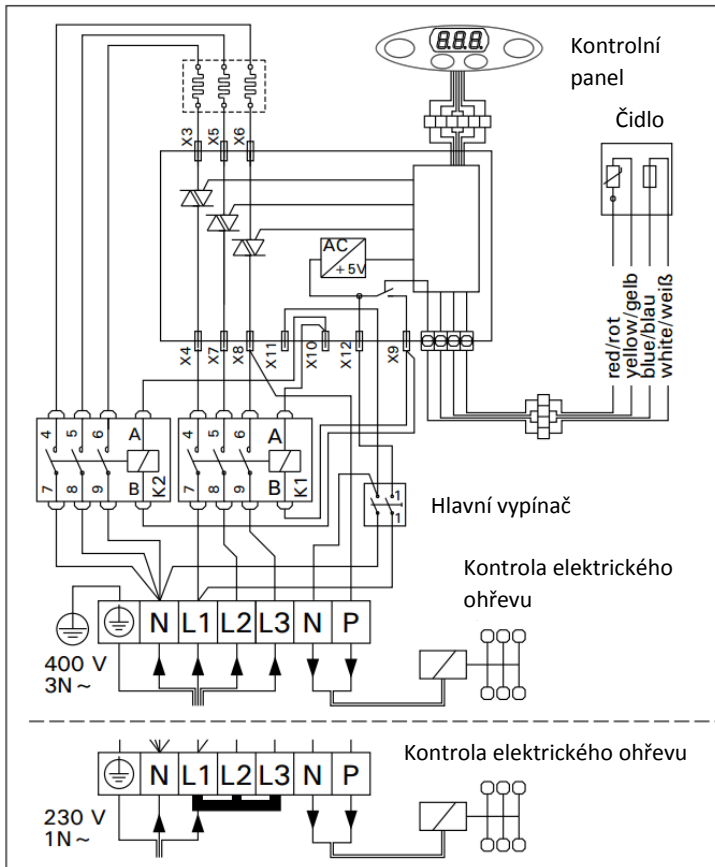 8.8.8.
Kontrolní
panel
Čidlo
X3
X5
X6
AC
+5V
X4
X7
X8
X11
X10
X12
X9
red/rot
yellow/gelb
blue/blau
white/weiß
4
5
6
A
7
8
9
B
K2
4
5
6
A
7
8
9
B
K1
1
1
Hlavní vypínač
Kontrola elektrického
ohřevu
N L1 L2 L3 N P
400 V
3N ~
Kontrola elektrického ohřevu
N L1 L2 L3 N P
230 V
1N ~